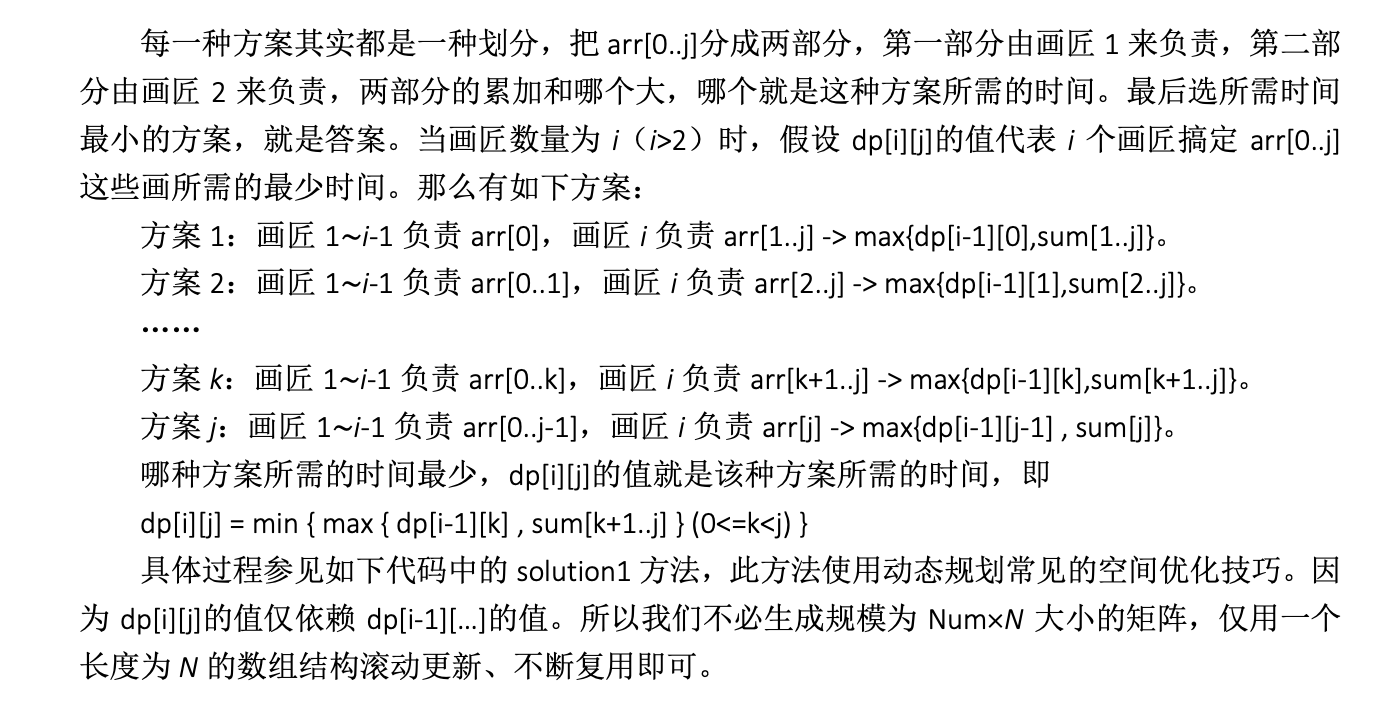 每一种方案其实都是一种划分，把 arr[0..j]分成两部分，第一部分由画匠 1 来负责，第二部
分由画匠 2 来负责，两部分的累加和哪个大，哪个就是这种方案所需的时间。最后选所需时间
最小的方案，就是答案。当画匠数量为 i（i>2）时，假设 dp[i][j]的值代表 i 个画匠搞定 arr[0..j]
这些画所需的最少时间。那么有如下方案：
方案 1：画匠 1~i-1 负责 arr[0]，画匠 i 负责 arr[1..j] -> max{dp[i-1][0],sum[1..j]}。
方案 2：画匠 1~i-1 负责 arr[0..1]，画匠 i 负责 arr[2..j] -> max{dp[i-1][1],sum[2..j]}。
……
方案 k：画匠 1~i-1 负责 arr[0..k]，画匠 i 负责 arr[k+1..j] -> max{dp[i-1][k],sum[k+1..j]}。
方案 j：画匠 1~i-1 负责 arr[0..j-1]，画匠 i 负责 arr[j] -> max{dp[i-1][j-1] , sum[j]}。
哪种方案所需的时间最少，dp[i][j]的值就是该种方案所需的时间，即
dp[i][j] = min { max { dp[i-1][k] , sum[k+1..j] } (0<=k<j) }
具体过程参见如下代码中的 solution1 方法，此方法使用动态规划常见的空间优化技巧。因
为 dp[i][j]的值仅依赖 dp[i-1][…]的值。所以我们不必生成规模为 Num×N 大小的矩阵，仅用一个
长度为 N 的数组结构滚动更新、不断复用即可。